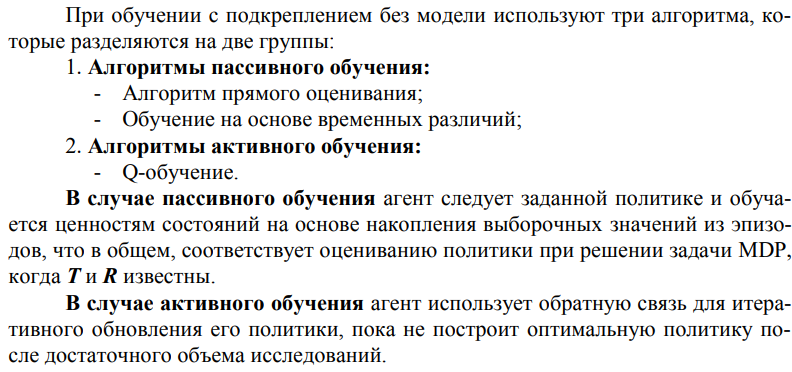 При обучении с подкреплением без модели используют три алгоритма, ко-
торые разделяются на две группы:
1. Алгоритмы пассивного обучения:
- Алгоритм прямого оценивания;
- Обучение на основе временных различий;
2. Алгоритмы активного обучения:
- Q-обучение.
В случае пассивного обучения агент следует заданной политике и обуча-
ется ценностям состояний на основе накопления выборочных значений из эпизо-
дов, что в общем, соответствует оцениванию политики при решении задачи MDP,
когда T и R известны.
В случае активного обучения агент использует обратную связь для итера-
тивного обновления его политики, пока не построит оптимальную политику по-
сле достаточного объема исследований.